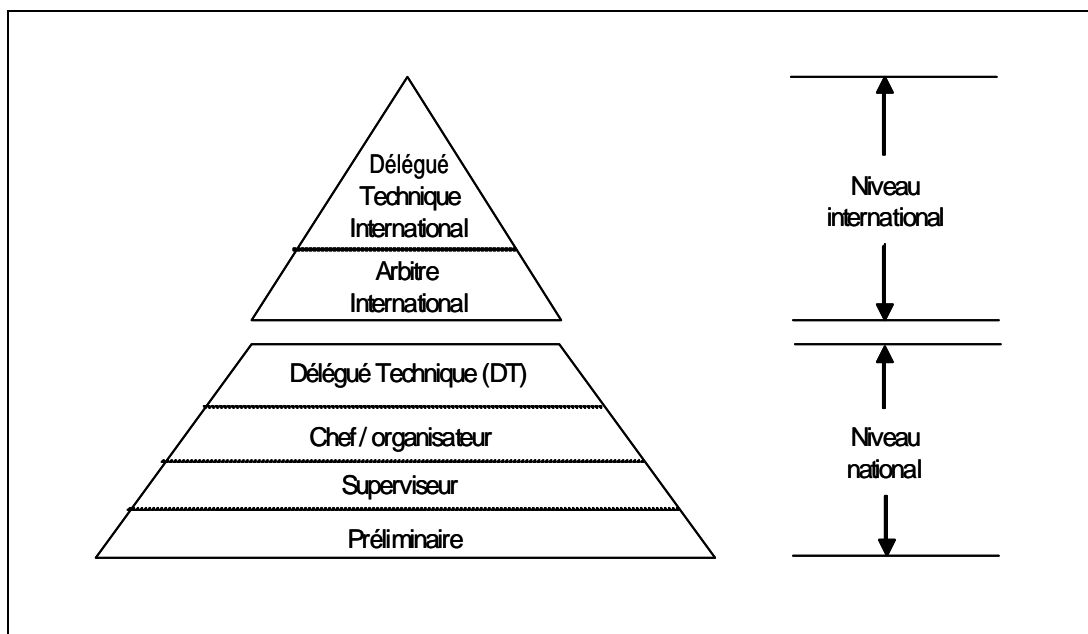 Délégué
Technique
International
Arbitre
International
Niveau
international
Délégué Technique (DT)
Chef / organisateur
Superviseur
Préliminaire
Niveau
national